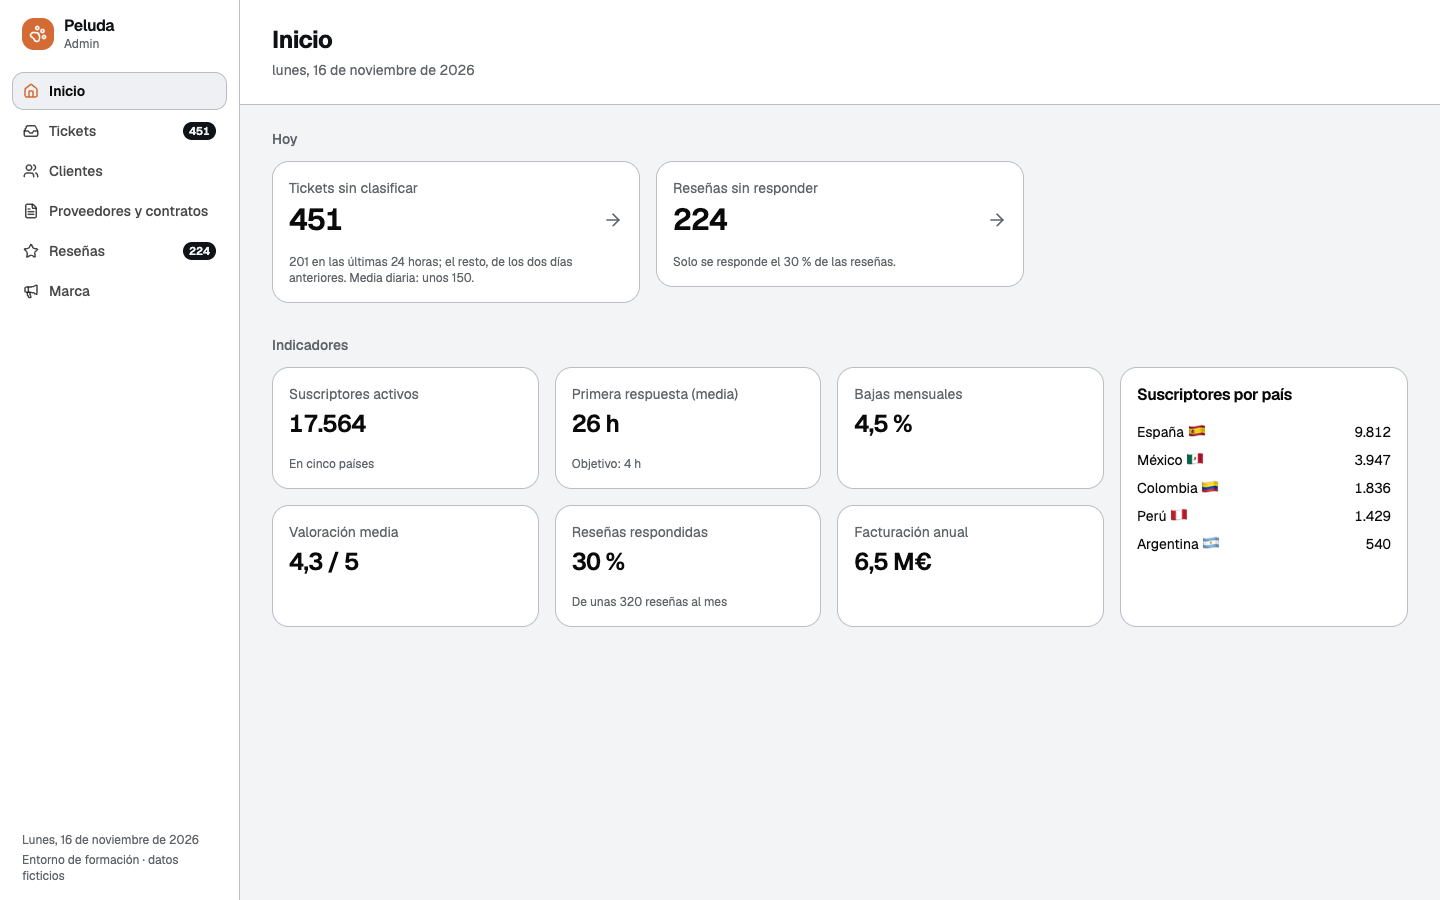 Peluda
Admin
Inicio
Tickets 451
Clientes
Proveedores y contratos
Reseñas 224
Marca
Lunes, 16 de noviembre de 2026
Entorno de formación · datos
ficticios
Inicio
lunes, 16 de noviembre de 2026
Hoy
Tickets sin clasificar
451
201 en las últimas 24 horas; el resto, de los dos días
anteriores. Media diaria: unos 150.
Reseñas sin responder
224
Solo se responde el 30 % de las reseñas.
Indicadores
Suscriptores activos
17.564
En cinco países
Primera respuesta (media)
26 h
Objetivo: 4 h
Bajas mensuales
4,5 %
Valoración media
4,3 / 5
Reseñas respondidas
30 %
De unas 320 reseñas al mes
Facturación anual
6,5 M€
Suscriptores por país
España 9.812
México 3.947
Colombia 1.836
Perú 1.429
Argentina 540